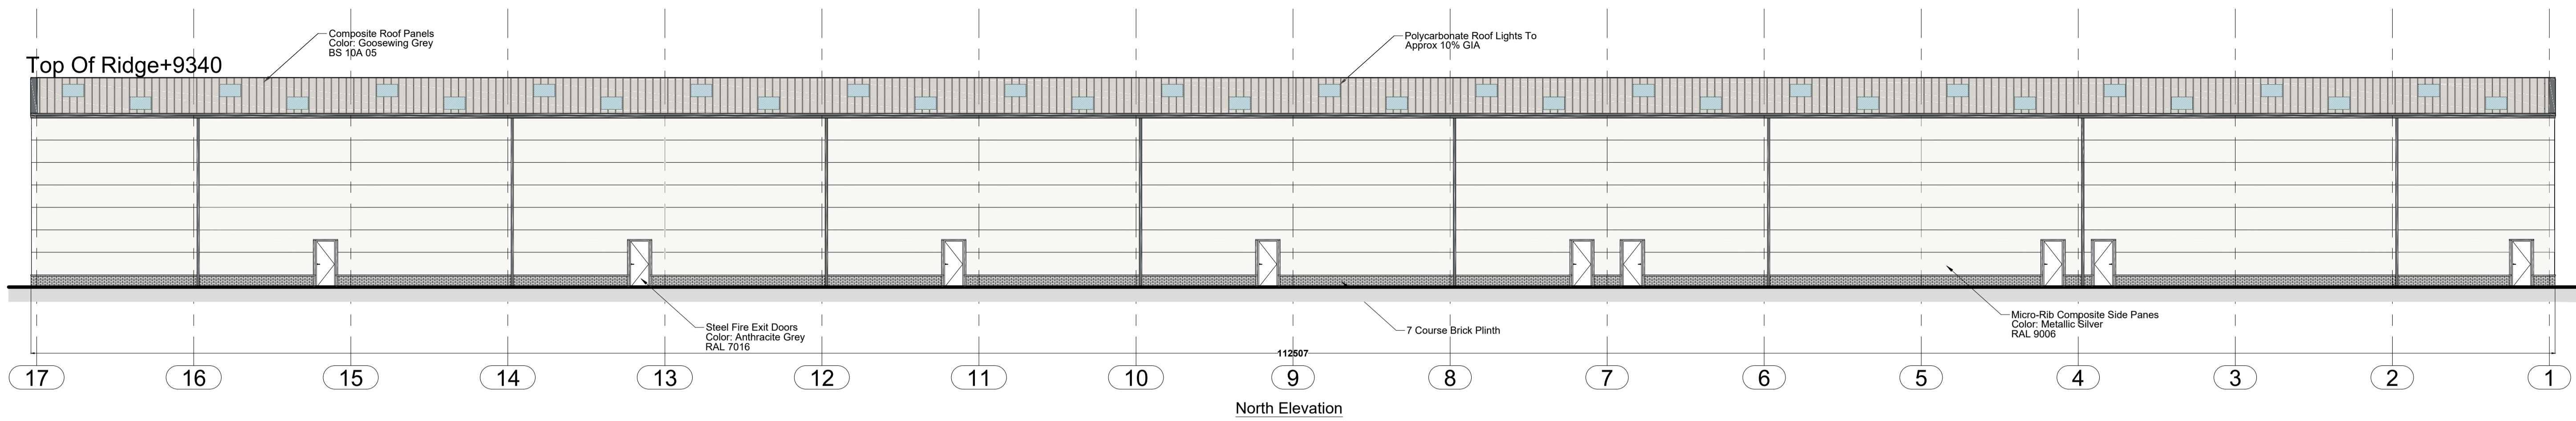 Composite Roof Panels
Color: Goosewing Grey
BS 10A 05
Polycarbonate Roof Lights To
Approx 10% GIA
Top Of Ridge+9340
Steel Fire Exit Doors
Color: Anthracite Grey
RAL 7016
7 Course Brick Plinth
Micro-Rib Composite Side Panes
Color: Metallic Silver
RAL 9006
112507
17 16 15 14 13 12 11 10 9 8 7 6 5 4 3 2 1
North Elevation